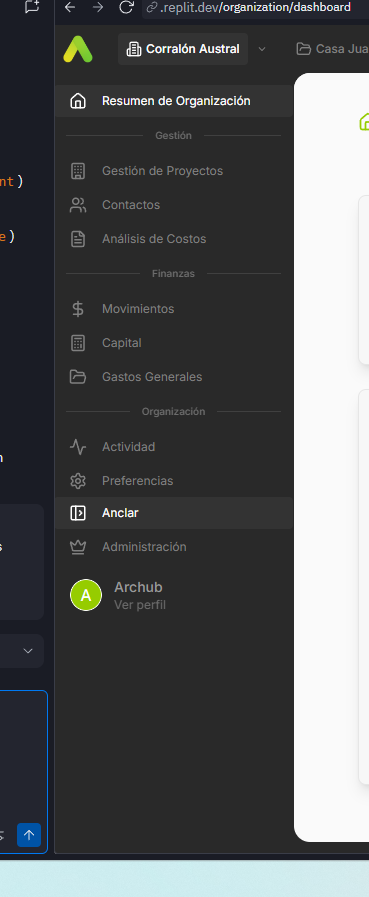 .replit.dev/organization/dashboard
Corralón Austral
Casa Jua
nt)
Resumen de Organización
Gestión
Gestión de Proyectos
Contactos
e)
Análisis de Costos
Finanzas
Movimientos
Capital
Gastos Generales
Organización
Actividad
n
Preferencias
Anclar
s
Administración
A
Archub
Ver perfil